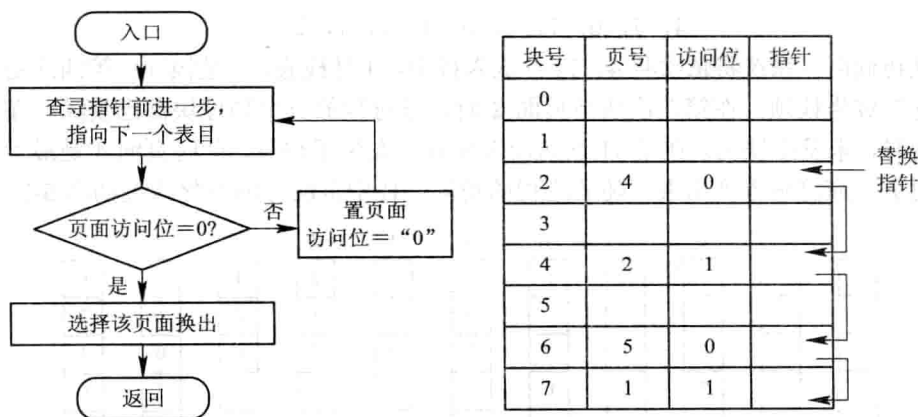 入口
查寻指针前进一步,
指向下一个表目
页面访问位=0?
否
置页面
访问位=“0”
是
选择该页面换出
返回
块号 页号 访问位 指针
0
1
2 4 0
3
4 2 1
5
6 5 0
7 1 1
替换
指针